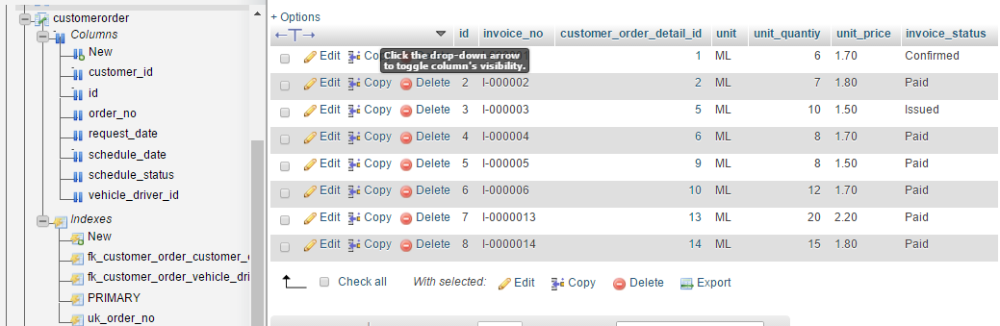 customerorder
Columns
New
customer_id
id
order_no
request_date
schedule_date
schedule_status
vehicle_driver_id
Indexes
New
fk_customer_order_customer_
fk_customer_order_vehicle_dri
PRIMARY
uk_order_no
+ Options
←T→ id invoice_no customer_order_detail_id unit unit_quantiy unit_price invoice_status
Edit Co 1 ML 6 1.70 Confirmed
Click the drop-down arrow
to toggle column's visibility.
Edit Copy Delete 2 I-000002 2 ML 7 1.80 Paid
Edit Copy Delete 3 I-000003 5 ML 10 1.50 Issued
Edit Copy Delete 4 I-000004 6 ML 8 1.70 Paid
Edit Copy Delete 5 I-000005 9 ML 8 1.50 Paid
Edit Copy Delete 6 I-000006 10 ML 12 1.70 Paid
Edit Copy Delete 7 I-0000013 13 ML 20 2.20 Paid
Edit Copy Delete 8 I-0000014 14 ML 15 1.80 Paid
Check all With selected: Edit Copy Delete Export